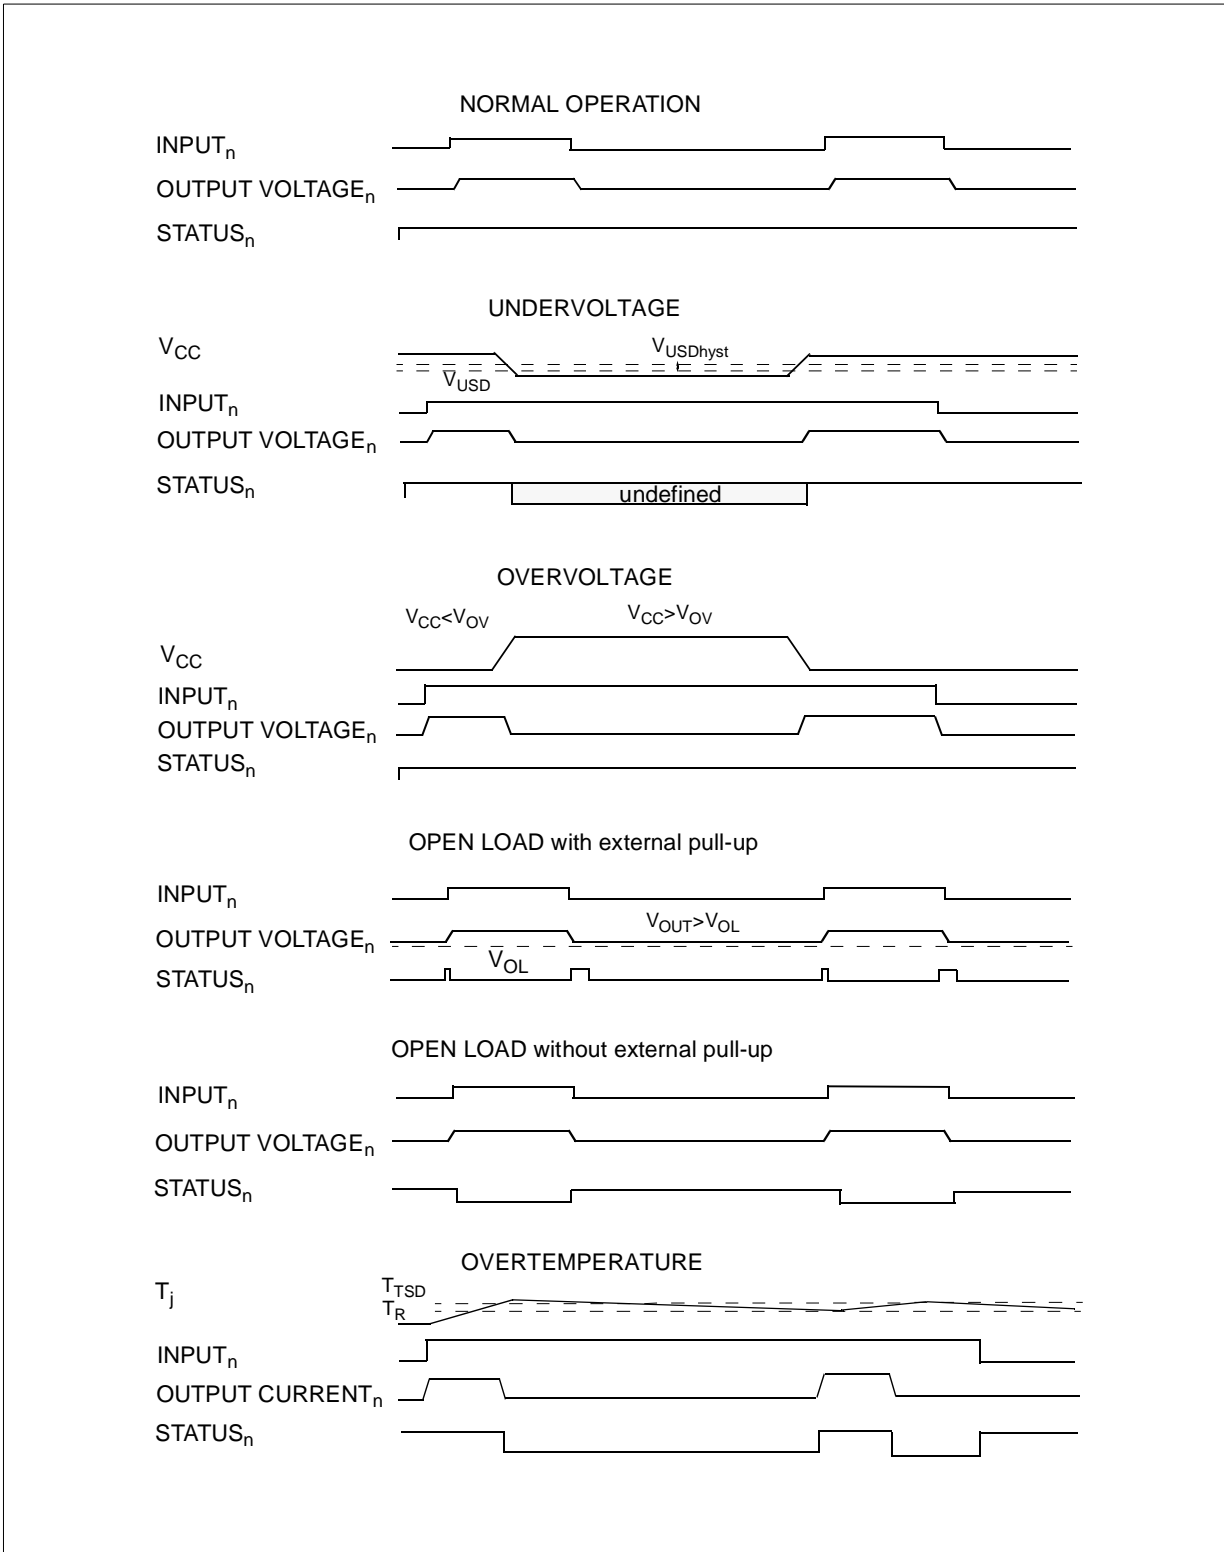 NORMAL OPERATION
INPUTn
OUTPUT VOLTAGEn
STATUSn
UNDERVOLTAGE
VCC
VUSDhyst
VUSD
INPUTn
OUTPUT VOLTAGEn
STATUSn
undefined
OVERVOLTAGE
VCC<VOV
VCC>VOV
VCC
INPUTn
OUTPUT VOLTAGEn
STATUSn
OPEN LOAD with external pull-up
INPUTn
VOUT>VOL
OUTPUT VOLTAGEn
VOL
STATUSn
OPEN LOAD without external pull-up
INPUTn
OUTPUT VOLTAGEn
STATUSn
OVERTEMPERATURE
Tj
TTSD
TR
INPUTn
OUTPUT CURRENTn
STATUSn